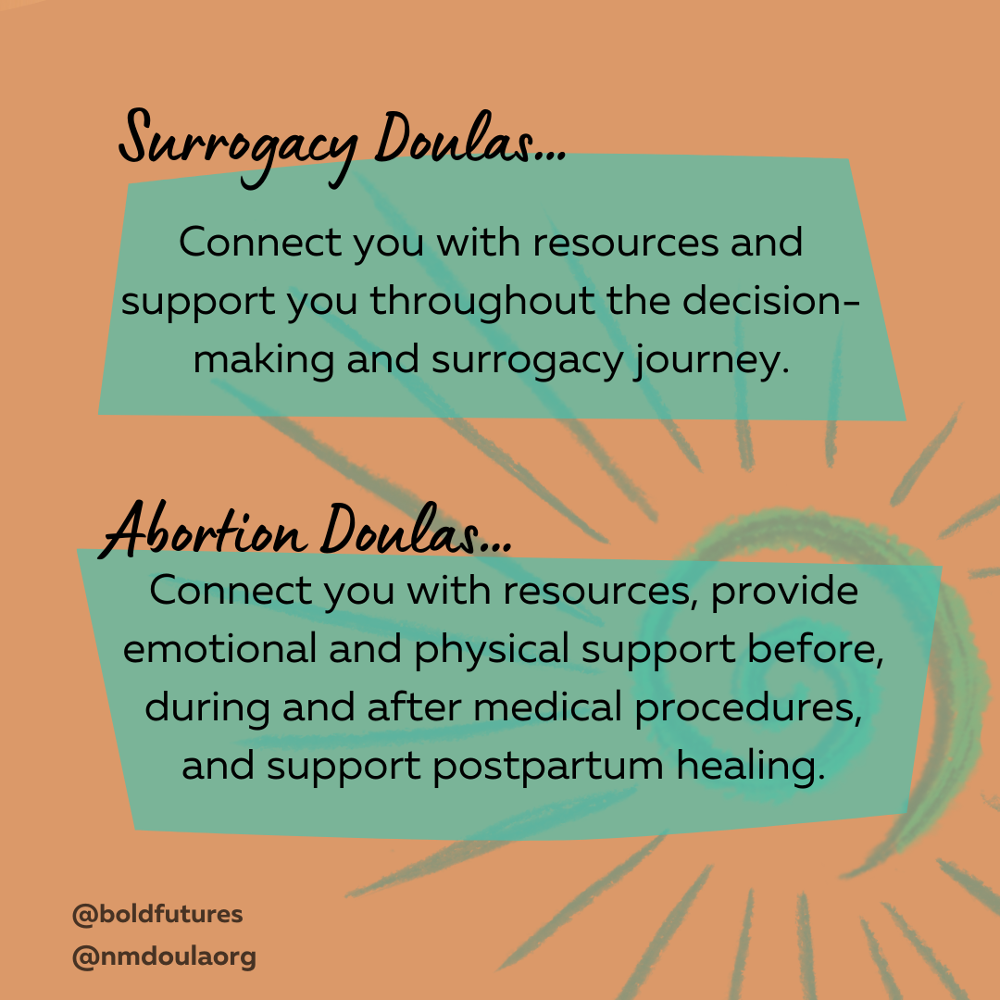 Surrogacy Doulas...
Connect you with resources and
support you throughout the decision-
making and surrogacy journey.
Abortion Doulas...
Connect you with resources, provide
emotional and physical support before,
during and after medical procedures,
and support postpartum healing.
@boldfutures
@nmdoulaorg